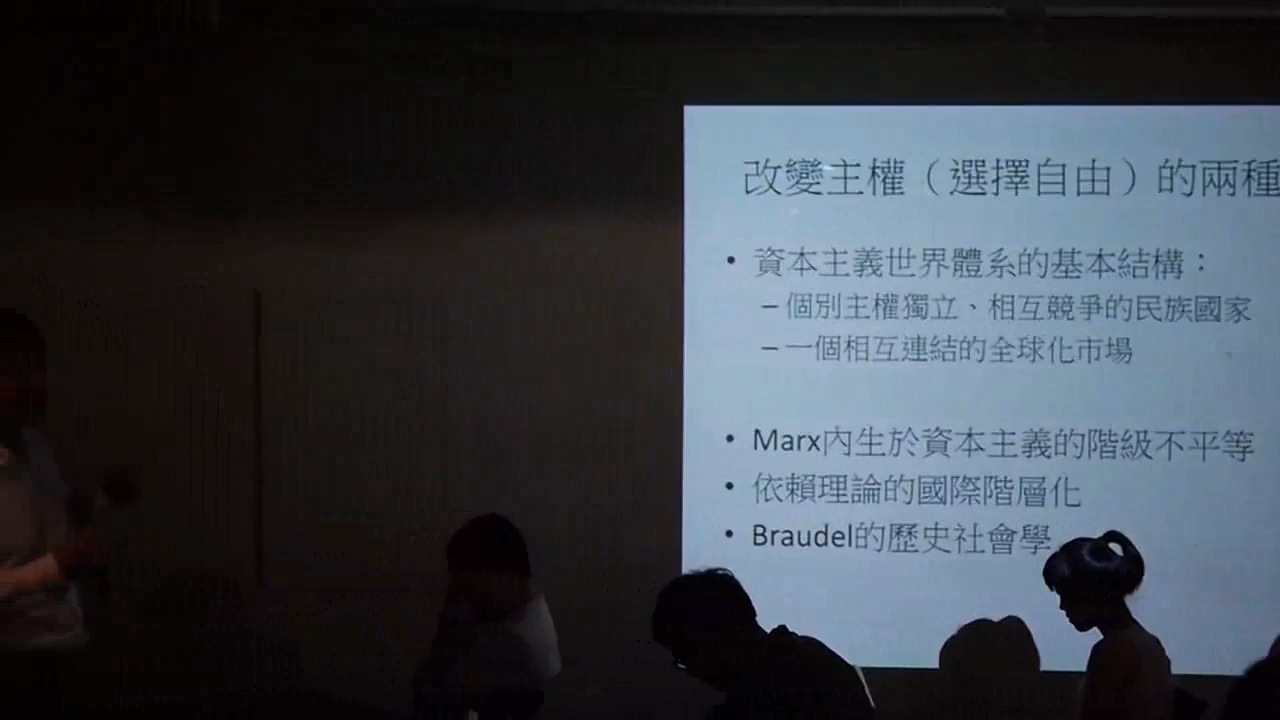 改變主權（選擇自由）的兩種
• 資本主義世界體系的基本結構：
– 個別主權獨立、相互競爭的民族國家
– 一個相互連結的全球化市場
• Marx內生於資本主義的階級不平等
• 依賴理論的國際階層化
• Braudel的歷史社會學